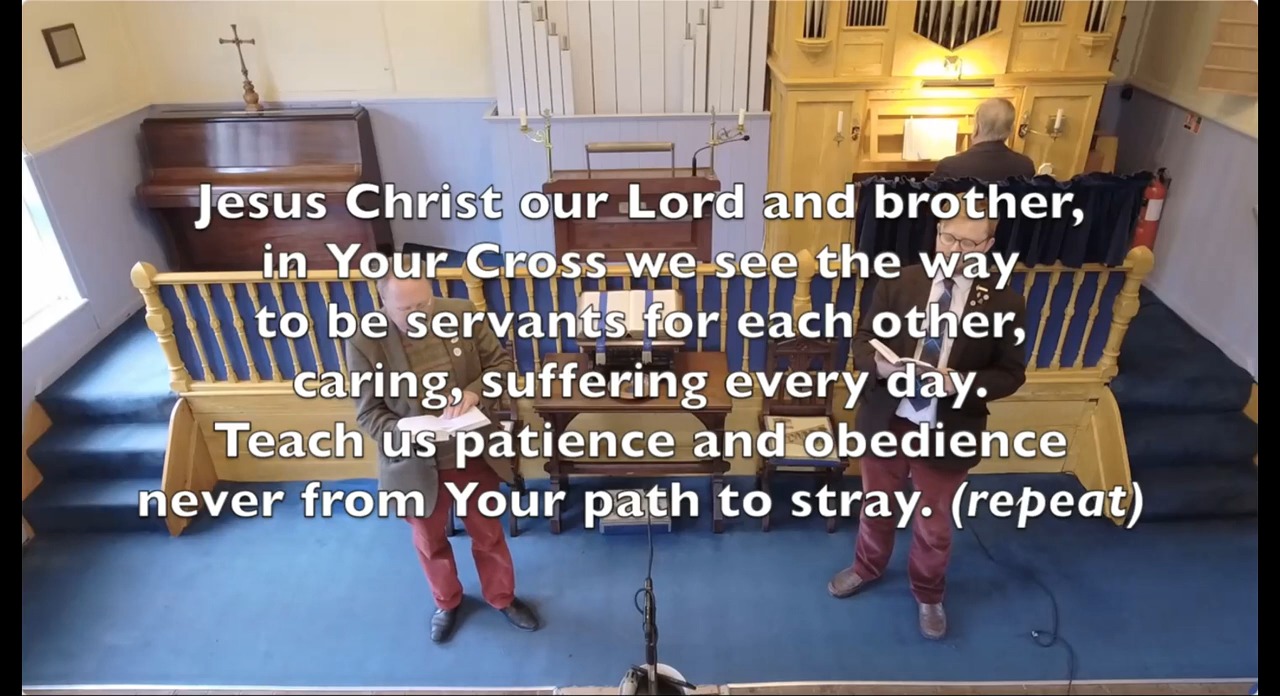 Jesus Christ our Lord and brother,
in Your Cross we see the way
to be servants for each other,
caring, suffering every day.
Teach us patience and obedience
never from Your path to stray. (repeat)